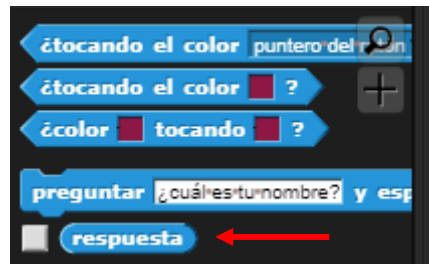 ¿tocando el color puntero del ratón
¿tocando el color ?
¿color tocando ?
preguntar ¿cuál es tu nombre? y esp
respuesta